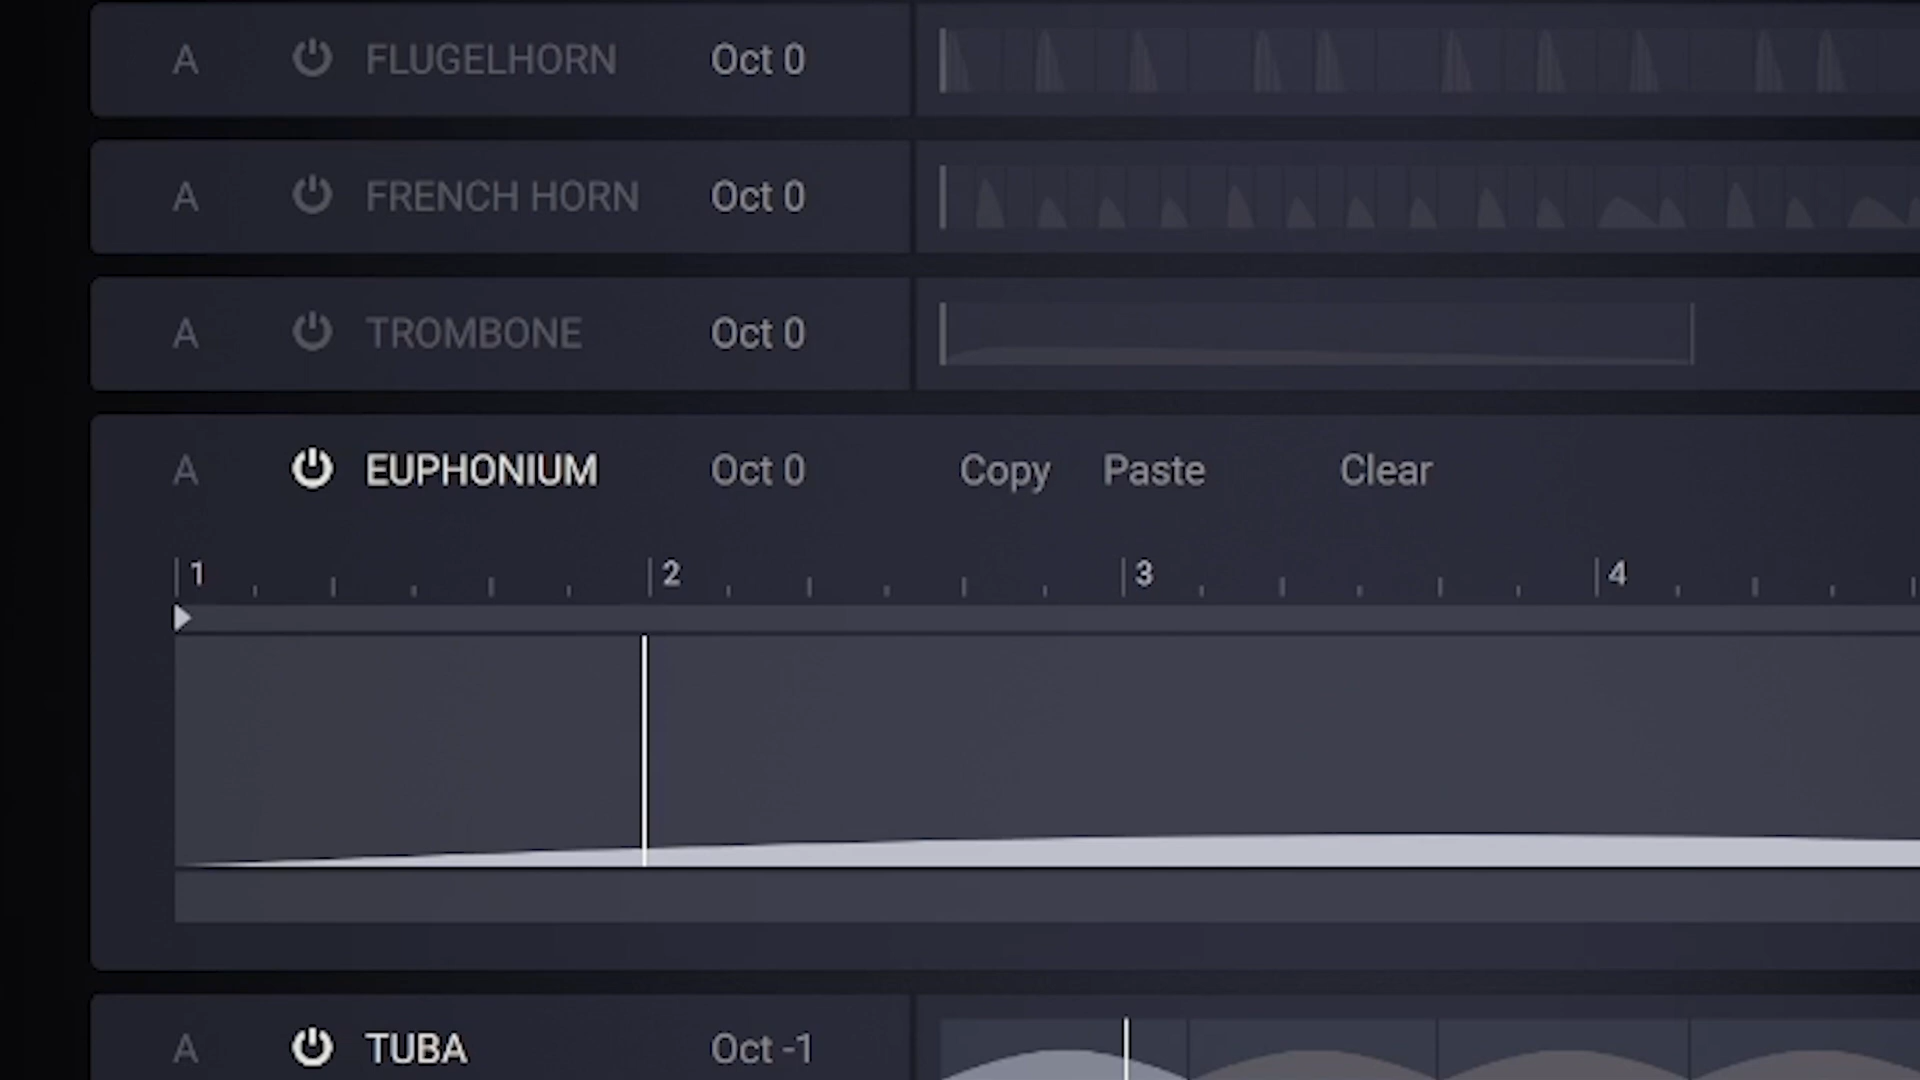 A FLUGELHORN Oct 0
A FRENCH HORN Oct 0
A TROMBONE Oct 0
A EUPHONIUM Oct 0 Copy Paste Clear
1 2 3 4
A TUBA Oct -1